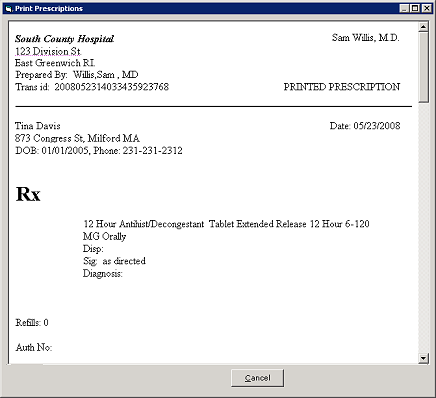 Print Prescriptions
South County Hospital
Sam Willis, M.D.
123 Division St.
East Greenwich RI.
Prepared By: Willis,Sam , MD
Trans id: 2008052314033435923768
PRINTED PRESCRIPTION
Tina Davis
Date: 05/23/2008
873 Congress St, Milford MA
DOB: 01/01/2005, Phone: 231-231-2312
Rx
12 Hour Antihist/Decongestant Tablet Extended Release 12 Hour 6-120
MG Orally
Disp:
Sig: as directed
Diagnosis:
Refills: 0
Auth No:
Cancel